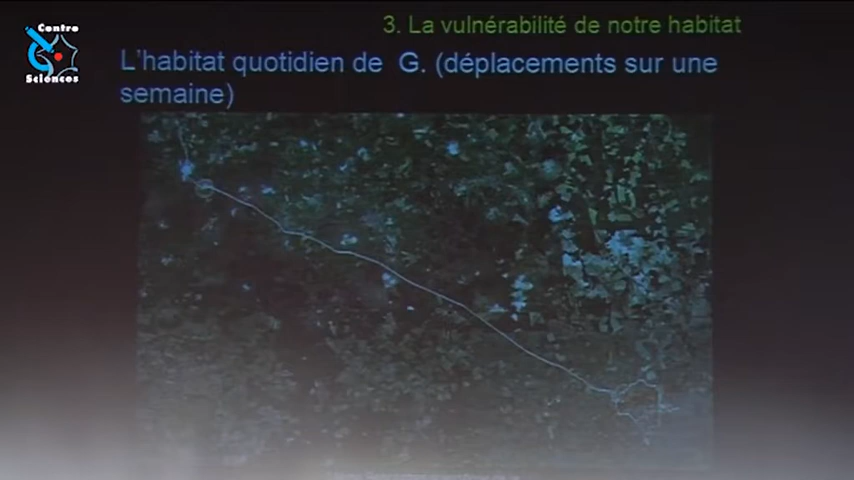 Centre
Sciences
3. La vulnérabilité de notre habitat
L'habitat quotidien de G. (déplacements sur une
semaine)